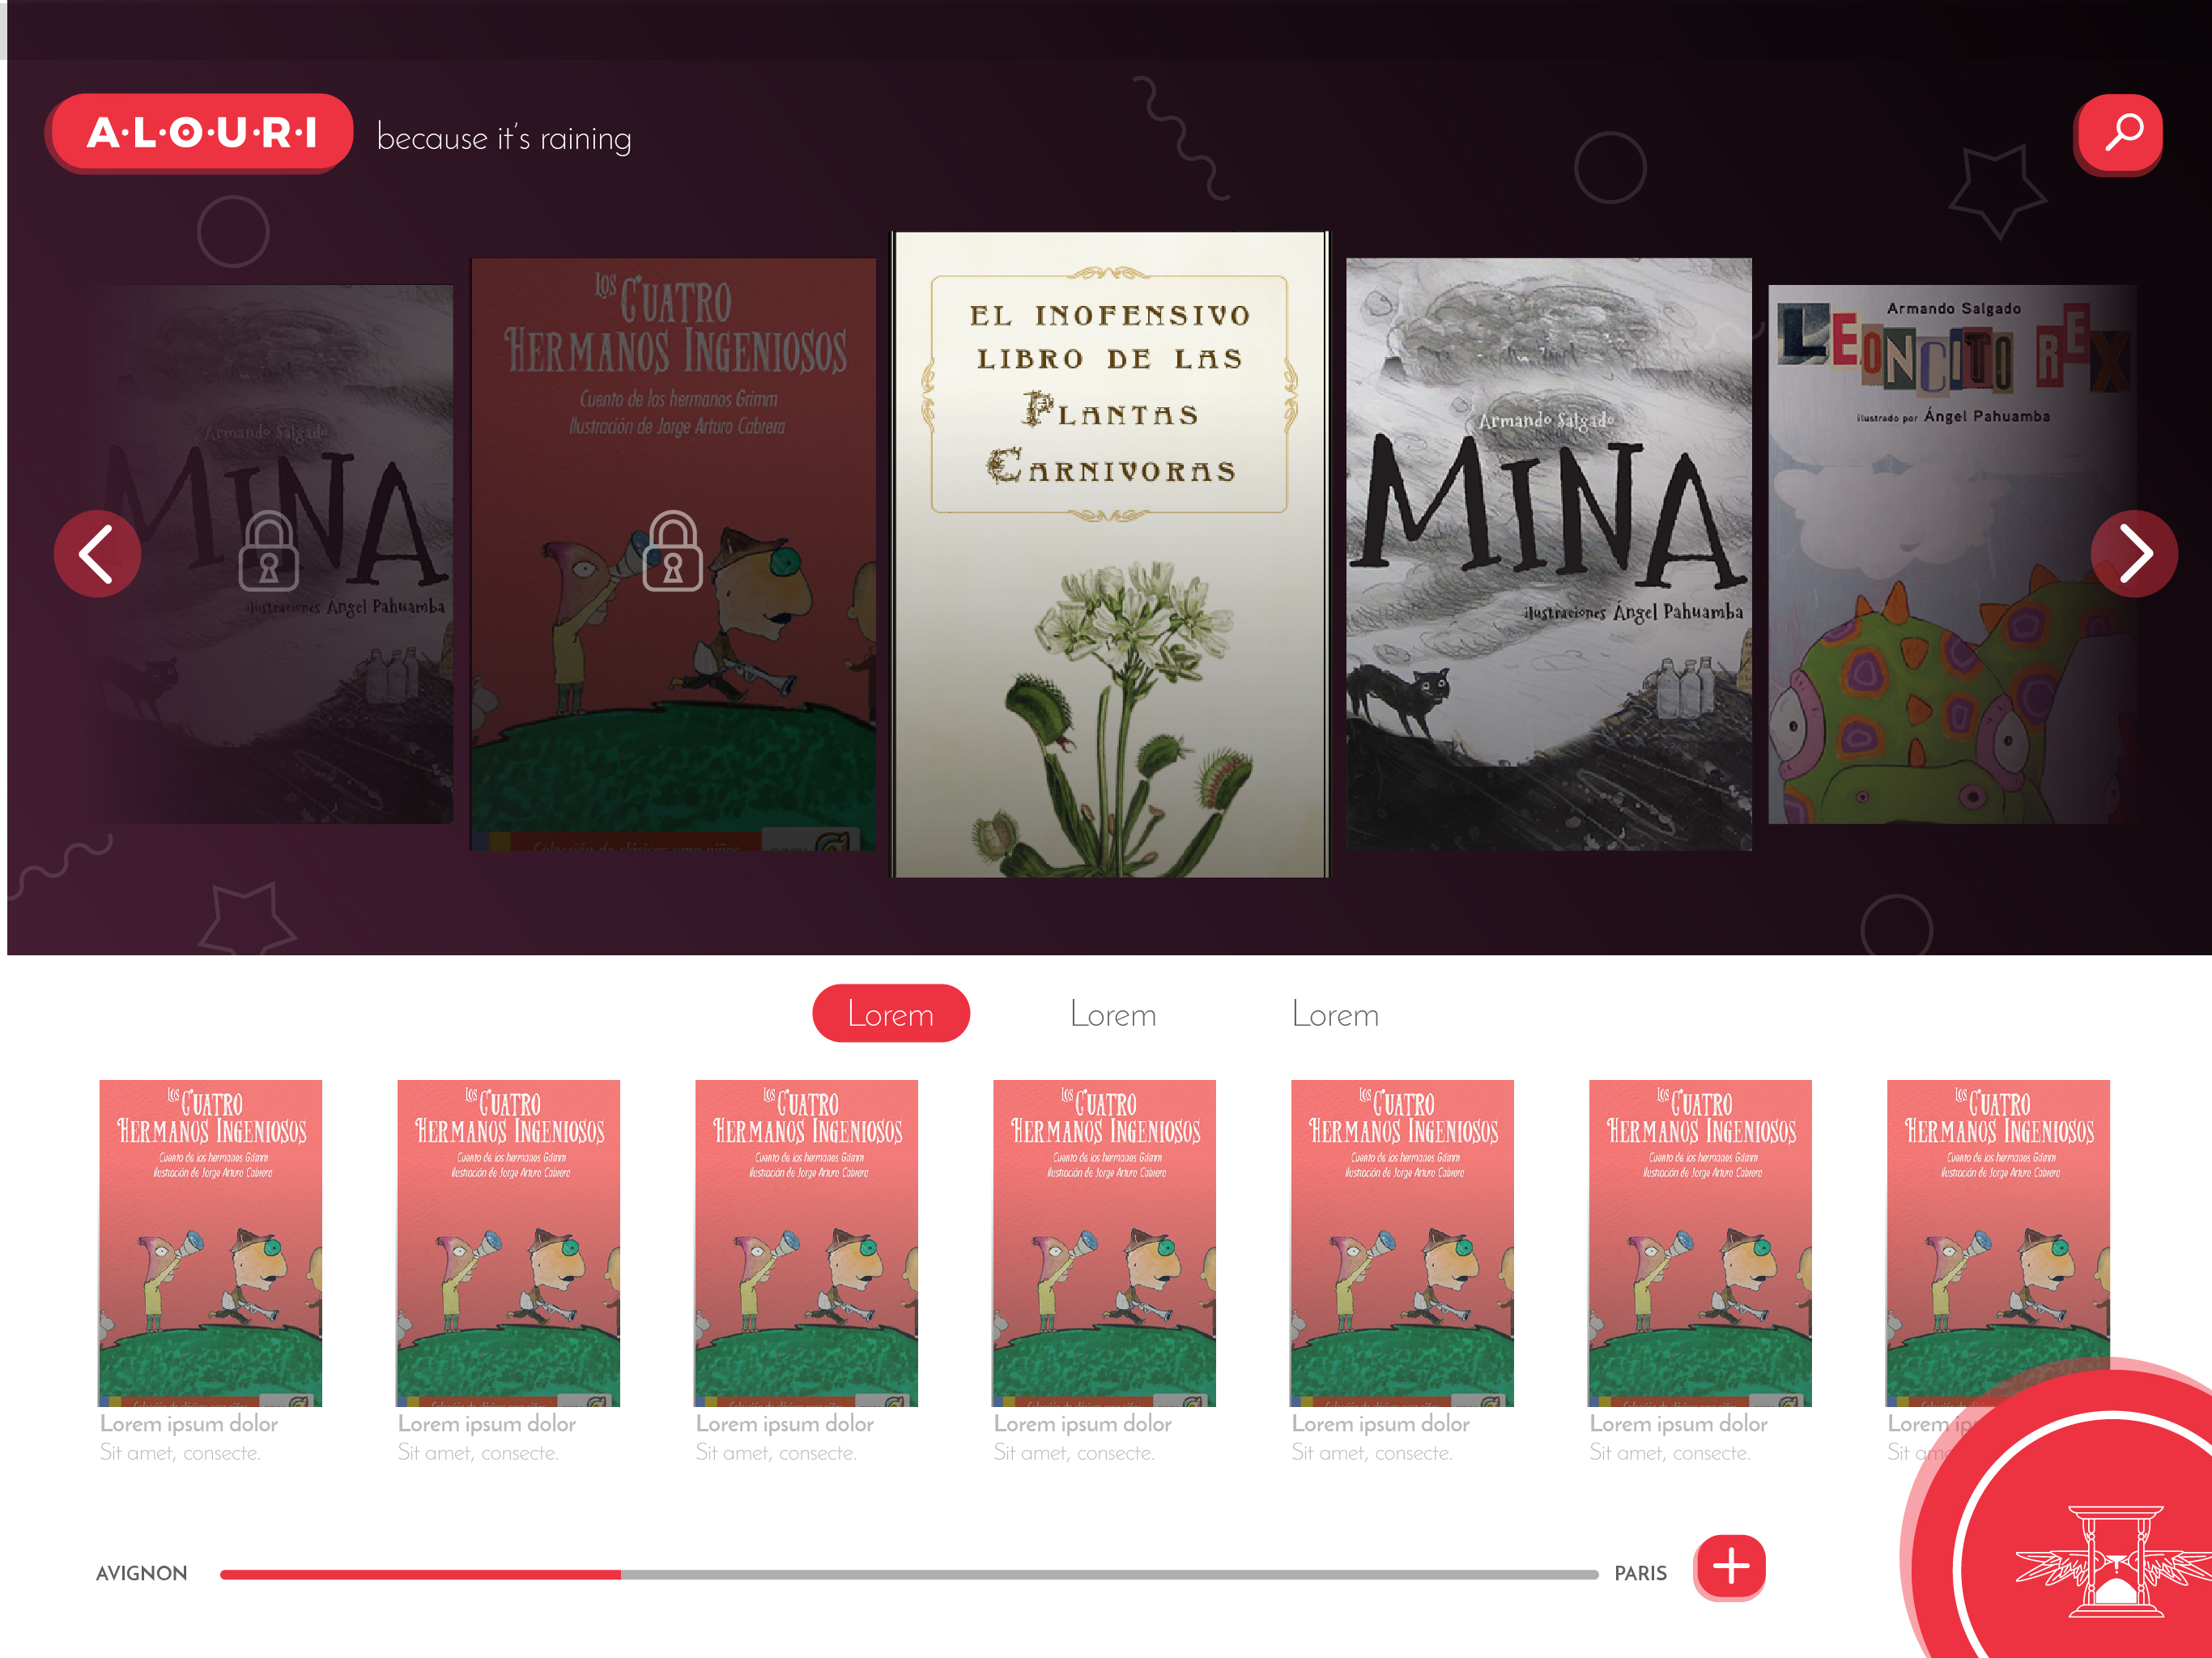 A·L·O·U·R·I
because it's raining
Armando Salgado
MINA
ilustraciones Ángel Pahuamba
Los Cuatro
Hermanos Ingeniosos
Cuento de los hermanos Grimm
Ilustración de Jorge Arturo Cabrera
Colección de clásicos para niños
EL INOFENSIVO
LIBRO DE LAS
PLANTAS
CARNIVORAS
Armando Salgado
MINA
ilustraciones Ángel Pahuamba
Armando Salgado
LEONCITO REX
ilustrado por Ángel Pahuamba
Lorem
Lorem
Lorem
Los Cuatro
Hermanos Ingeniosos
Cuento de los hermanos Grimm
Ilustración de Jorge Arturo Cabrera
Lorem ipsum dolor
Sit amet, consecte.
Los Cuatro
Hermanos Ingeniosos
Cuento de los hermanos Grimm
Ilustración de Jorge Arturo Cabrera
Lorem ipsum dolor
Sit amet, consecte.
Los Cuatro
Hermanos Ingeniosos
Cuento de los hermanos Grimm
Ilustración de Jorge Arturo Cabrera
Lorem ipsum dolor
Sit amet, consecte.
Los Cuatro
Hermanos Ingeniosos
Cuento de los hermanos Grimm
Ilustración de Jorge Arturo Cabrera
Lorem ipsum dolor
Sit amet, consecte.
Los Cuatro
Hermanos Ingeniosos
Cuento de los hermanos Grimm
Ilustración de Jorge Arturo Cabrera
Lorem ipsum dolor
Sit amet, consecte.
Los Cuatro
Hermanos Ingeniosos
Cuento de los hermanos Grimm
Ilustración de Jorge Arturo Cabrera
Lorem ipsum dolor
Sit amet, consecte.
Los Cuatro
Hermanos Ingeniosos
Cuento de los hermanos Grimm
Ilustración de Jorge Arturo Cabrera
Lorem
Sit
AVIGNON
PARIS